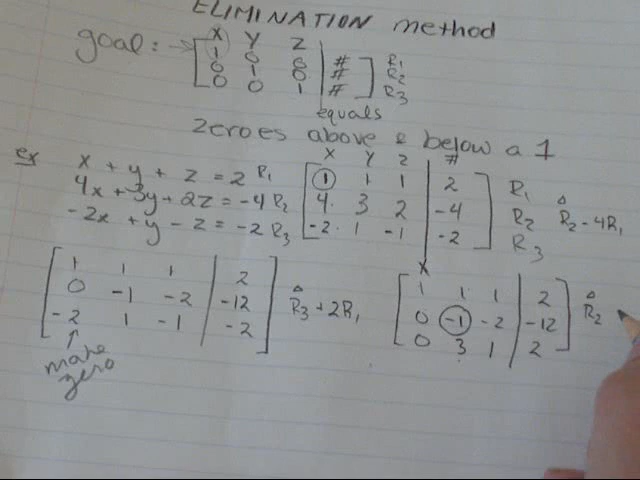 ELIMINATION method
goal: → X Y Z
1 0 0 | # R1
0 1 0 | # R2
0 0 1 | # R3
equals
zeroes above & below a 1
ex x + y + z = 2 R1
4x + 3y + 2z = -4 R2
-2x + y - z = -2 R3
X Y Z #
1 1 1 | 2 R1
4 3 2 | -4 R2 △ R2 - 4R1
-2 1 -1 | -2 R3
1 1 1 | 2
0 -1 -2 | -12
-2 1 -1 | -2
△ R3 + 2R1
↑
make
zero
X
1 1 1 | 2
0 -1 -2 | -12
0 3 1 | 2
△ R2